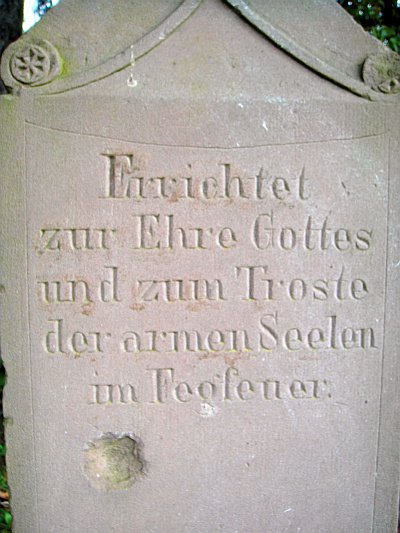 Errichtet
zur Ehre Gottes
und zum Troste
der armen Seelen
im Fegfeuer.